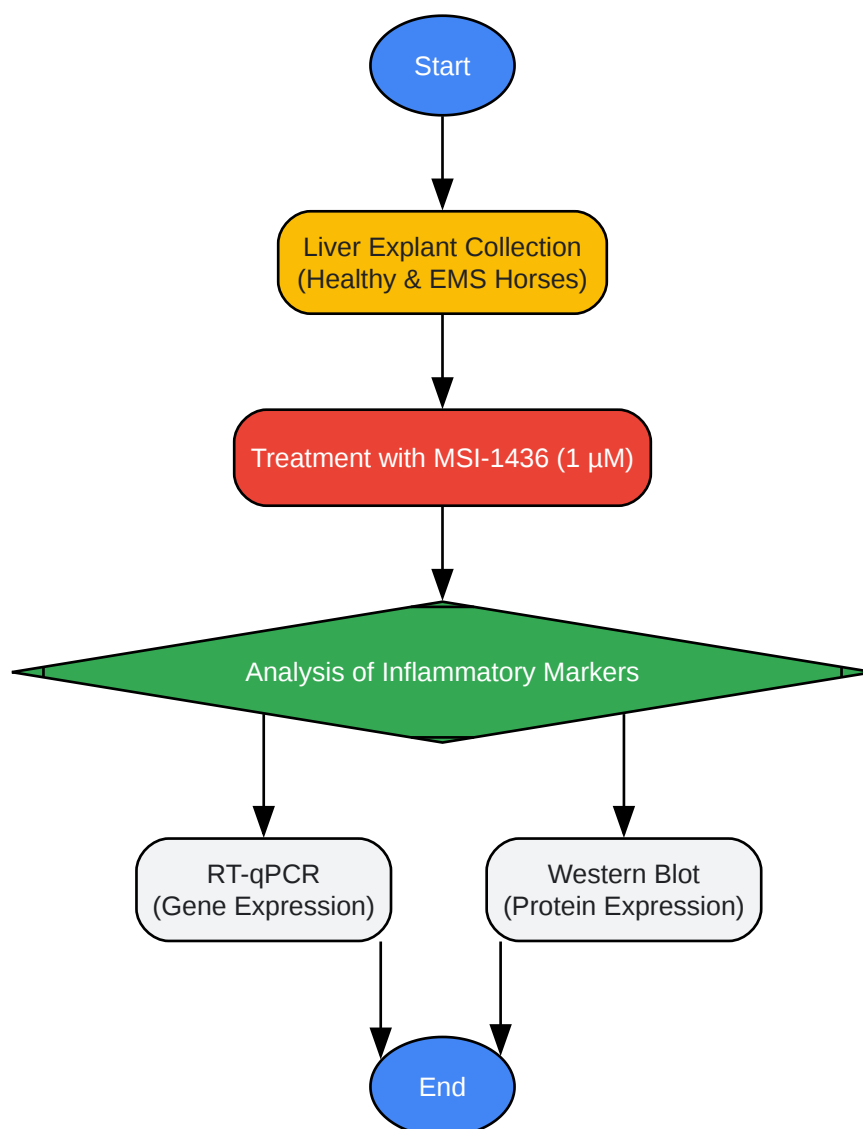 Start
Liver Explant Collection
(Healthy & EMS Horses)
Treatment with MSI-1436 (1 µM)
Analysis of Inflammatory Markers
RT-qPCR
(Gene Expression)
Western Blot
(Protein Expression)
End